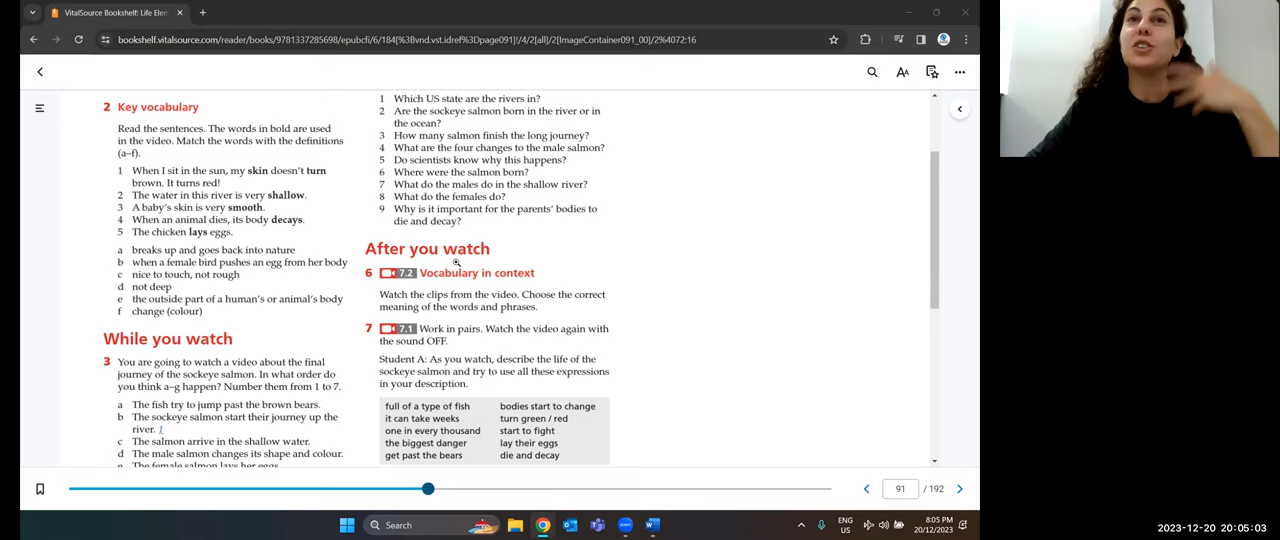 VitalSource Bookshelf: Life Elem
bookshelf.vitalsource.com/reader/books/9781337285698/epubcfi/6/184[%3Bvnd.vst.idref%3Dpage091]!/4/2[all]/2[ImageContainer091_00]/2%4072:16
2 Key vocabulary
Read the sentences. The words in bold are used
in the video. Match the words with the definitions
(a–f).
1 When I sit in the sun, my skin doesn't turn
brown. It turns red!
2 The water in this river is very shallow.
3 A baby's skin is very smooth.
4 When an animal dies, its body decays.
5 The chicken lays eggs.
a breaks up and goes back into nature
b when a female bird pushes an egg from her body
c nice to touch, not rough
d not deep
e the outside part of a human's or animal's body
f change (colour)
While you watch
3 You are going to watch a video about the final
journey of the sockeye salmon. In what order do
you think a–g happen? Number them from 1 to 7.
a The fish try to jump past the brown bears.
b The sockeye salmon start their journey up the
river. 1
c The salmon arrive in the shallow water.
d The male salmon changes its shape and colour.
e The female salmon lays her eggs.
1 Which US state are the rivers in?
2 Are the sockeye salmon born in the river or in
the ocean?
3 How many salmon finish the long journey?
4 What are the four changes to the male salmon?
5 Do scientists know why this happens?
6 Where were the salmon born?
7 What do the males do in the shallow river?
8 What do the females do?
9 Why is it important for the parents' bodies to
die and decay?
After you watch
6 7.2 Vocabulary in context
Watch the clips from the video. Choose the correct
meaning of the words and phrases.
7 7.1 Work in pairs. Watch the video again with
the sound OFF.
Student A: As you watch, describe the life of the
sockeye salmon and try to use all these expressions
in your description.
full of a type of fish
it can take weeks
one in every thousand
the biggest danger
get past the bears
bodies start to change
turn green / red
start to fight
lay their eggs
die and decay
91 / 192
Search
ENG
US
8:05 PM
20/12/2023
2023-12-20 20:05:03